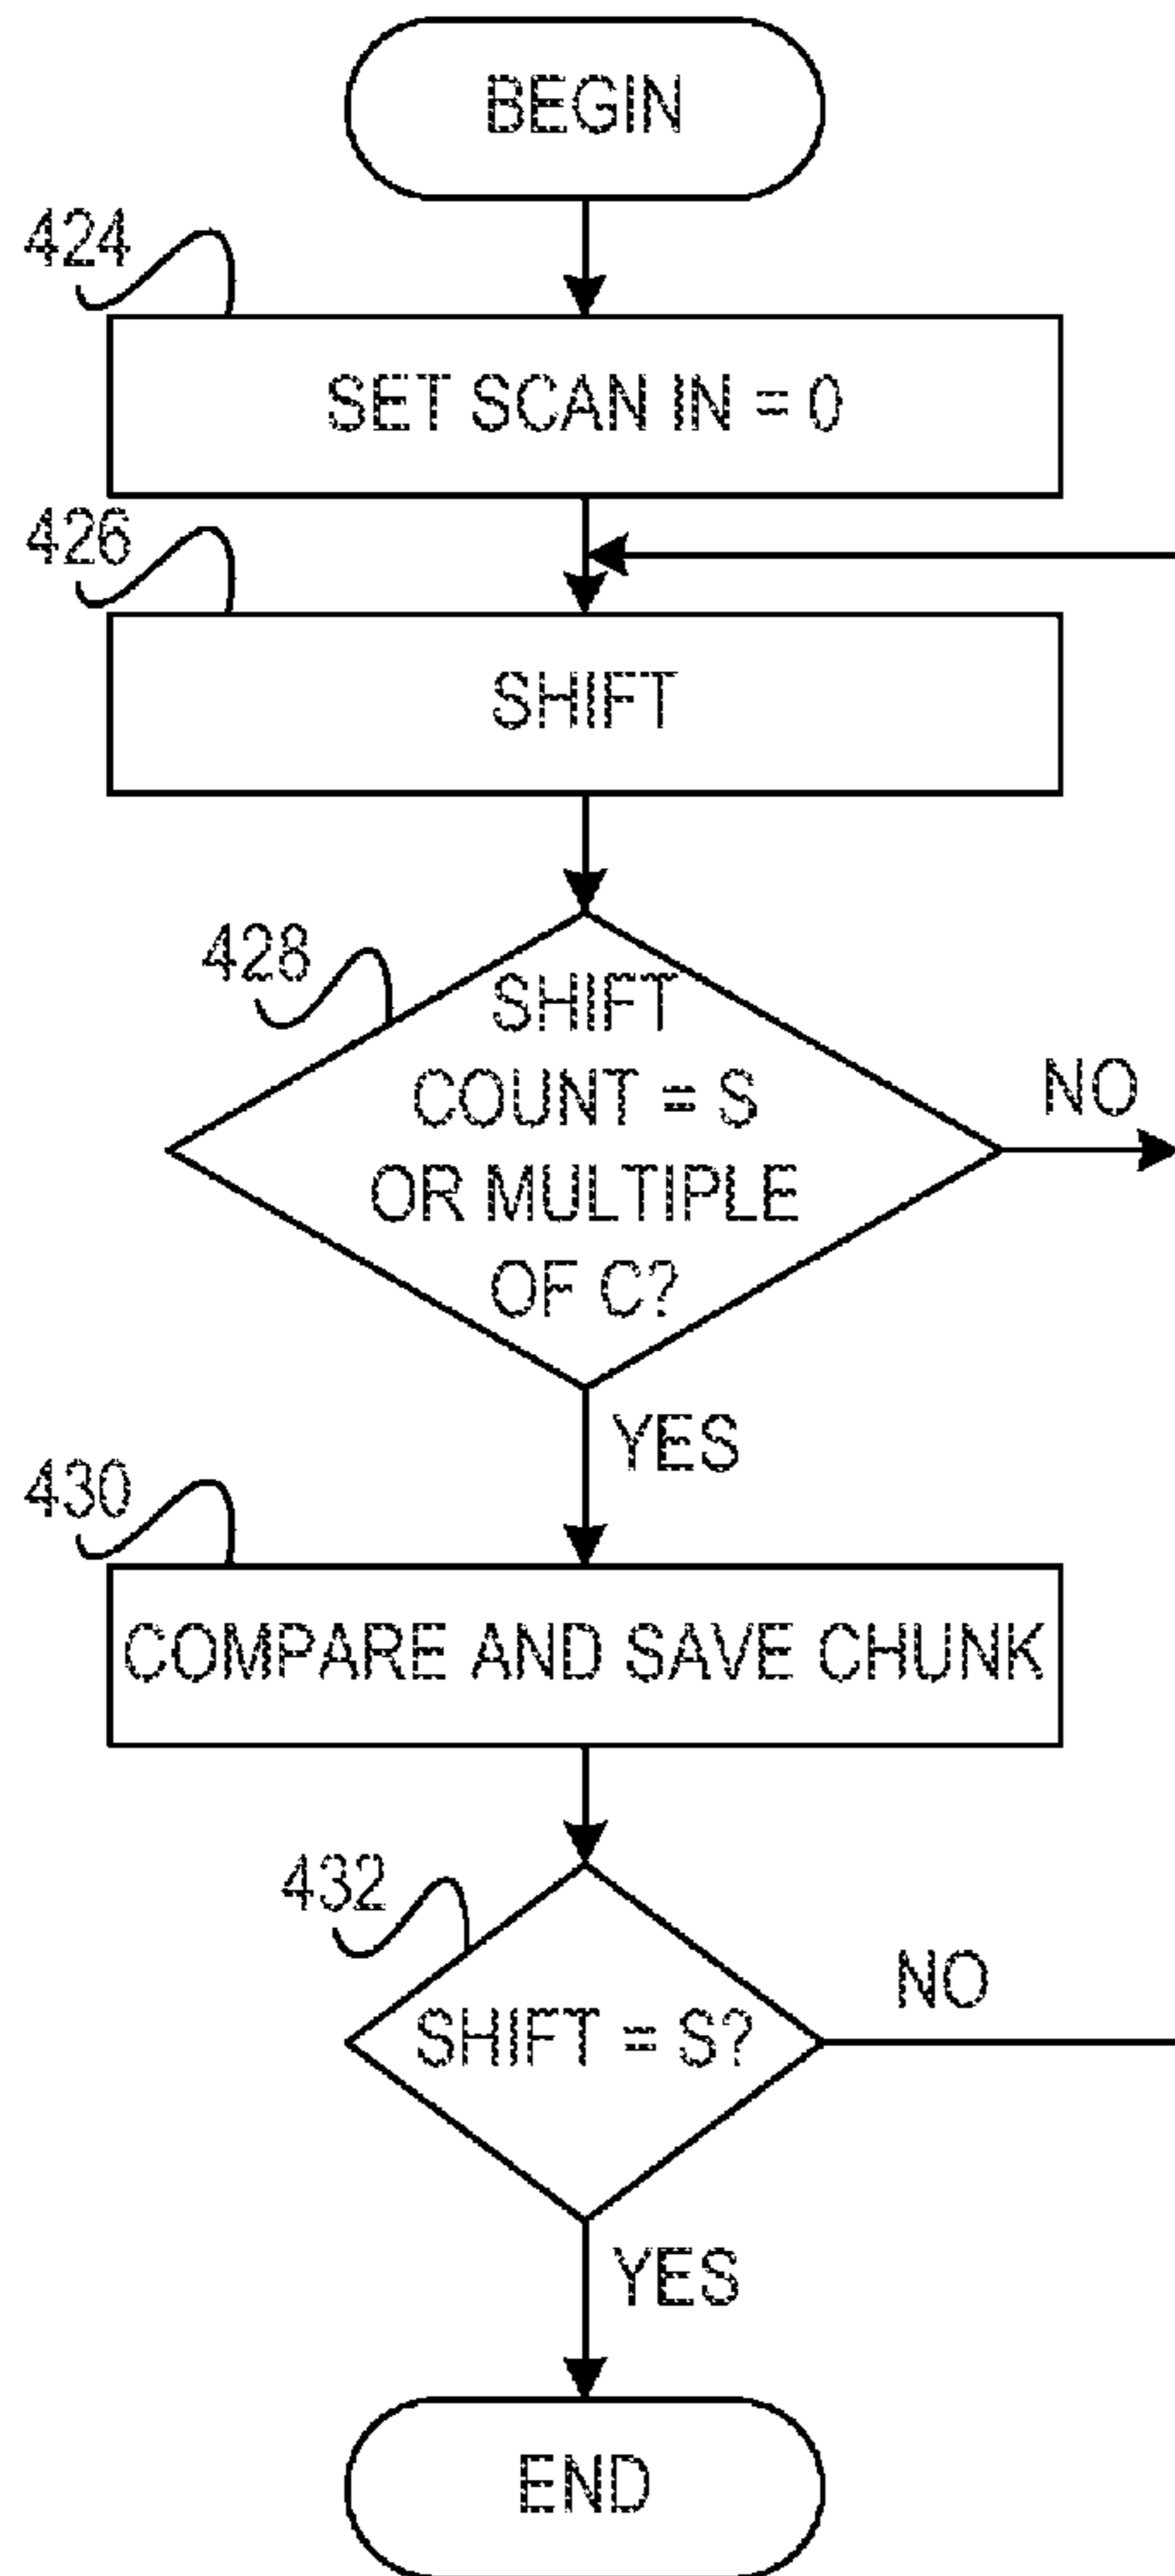 BEGIN
424
SET SCAN IN = 0
426
SHIFT
428
SHIFT
COUNT = S
OR MULTIPLE
OF C?
NO
YES
430
COMPARE AND SAVE CHUNK
432
SHIFT = S?
NO
YES
END